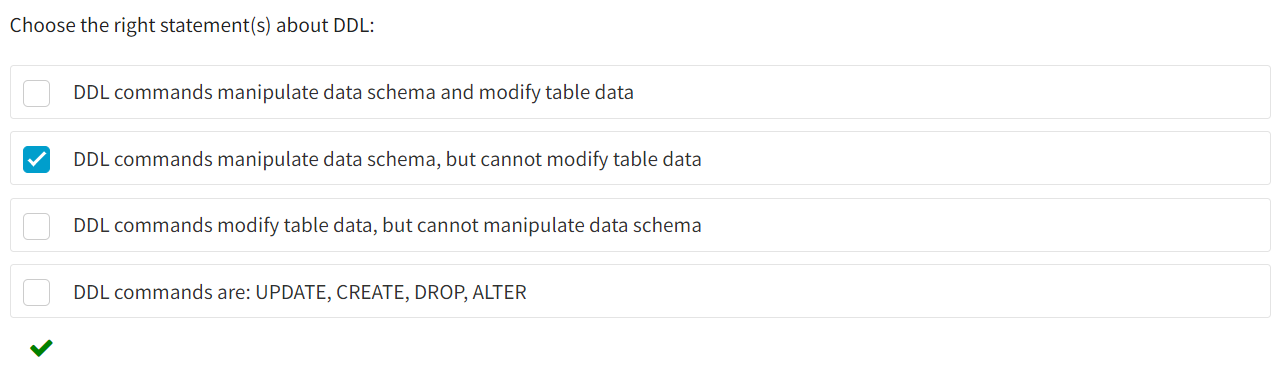 Choose the right statement(s) about DDL:
DDL commands manipulate data schema and modify table data
DDL commands manipulate data schema, but cannot modify table data
DDL commands modify table data, but cannot manipulate data schema
DDL commands are: UPDATE, CREATE, DROP, ALTER